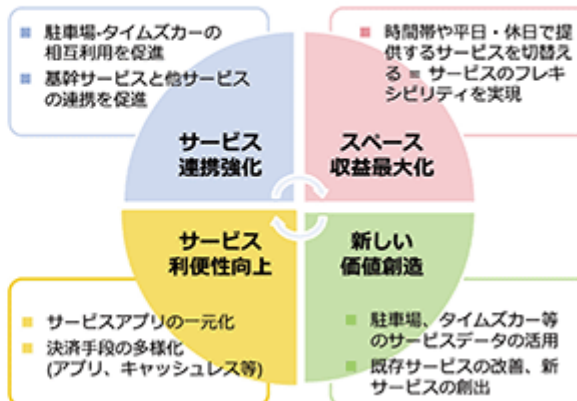 駐車場-タイムズカーの
相互利用を促進
基幹サービスと他サービス
の連携を促進
時間帯や平日・休日で提
供するサービスを切替え
る = サービスのフレキ
シビリティを実現
サービス
連携強化
スペース
収益最大化
サービス
利便性向上
新しい
価値創造
サービスアプリの一元化
決済手段の多様化
(アプリ、キャッシュレス等)
駐車場、タイムズカー等
のサービスデータの活用
既存サービスの改善、新
サービスの創出